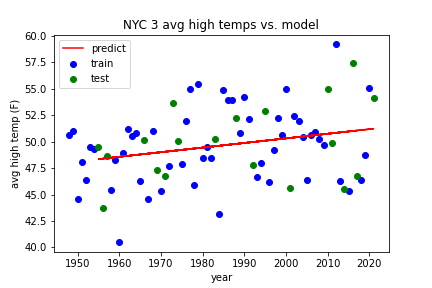 NYC 3 avg high temps vs. model
predict
train
test
avg high temp (F)
60.0
57.5
55.0
52.5
50.0
47.5
45.0
42.5
40.0
1950 1960 1970 1980 1990 2000 2010 2020
year